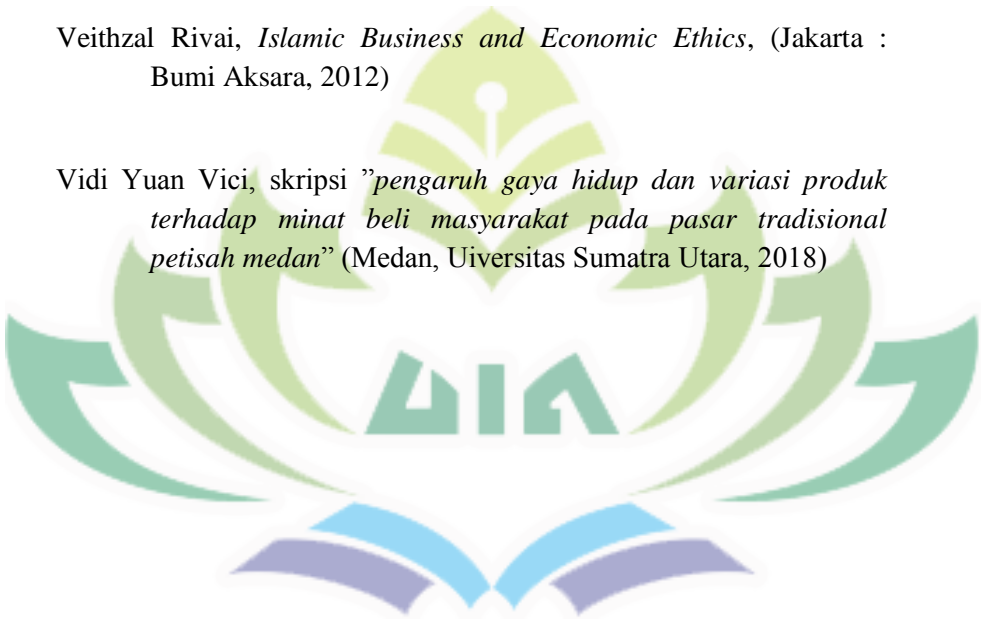 Veithzal Rivai, Islamic Business and Economic Ethics, (Jakarta :
Bumi Aksara, 2012)
Vidi Yuan Vici, skripsi ”pengaruh gaya hidup dan variasi produk
terhadap minat beli masyarakat pada pasar tradisional
petisah medan” (Medan, Uiversitas Sumatra Utara, 2018)
UIN